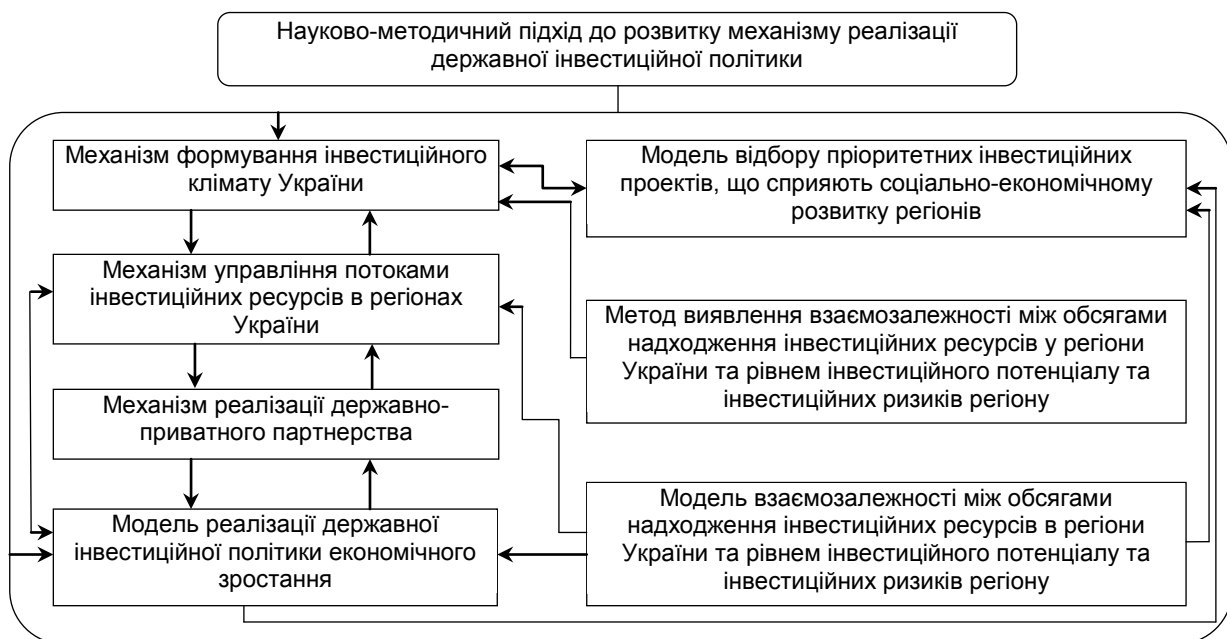 Науково-методичний підхід до розвитку механізму реалізації
державної інвестиційної політики
Механізм формування інвестиційного
клімату України
Модель відбору пріоритетних інвестиційних
проектів, що сприяють соціально-економічному
розвитку регіонів
Механізм управління потоками
інвестиційних ресурсів в регіонах
України
Метод виявлення взаємозалежності між обсягами
надходження інвестиційних ресурсів у регіони
України та рівнем інвестиційного потенціалу та
інвестиційних ризиків регіону
Механізм реалізації державно-
приватного партнерства
Модель реалізації державної
інвестиційної політики економічного
зростання
Модель взаємозалежності між обсягами
надходження інвестиційних ресурсів в регіони
України та рівнем інвестиційного потенціалу та
інвестиційних ризиків регіону